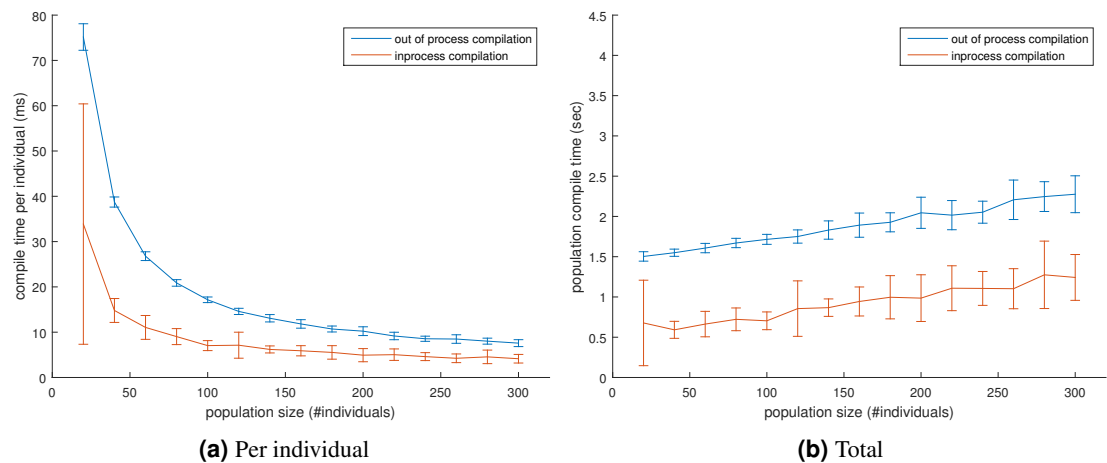 80
70
60
50
40
30
20
10
0
compile time per individual (ms)
out of process compilation
inprocess compilation
0 50 100 150 200 250 300
population size (#individuals)
(a) Per individual
4.5
4
3.5
3
2.5
2
1.5
1
0.5
0
population compile time (sec)
out of process compilation
inprocess compilation
0 50 100 150 200 250 300
population size (#individuals)
(b) Total